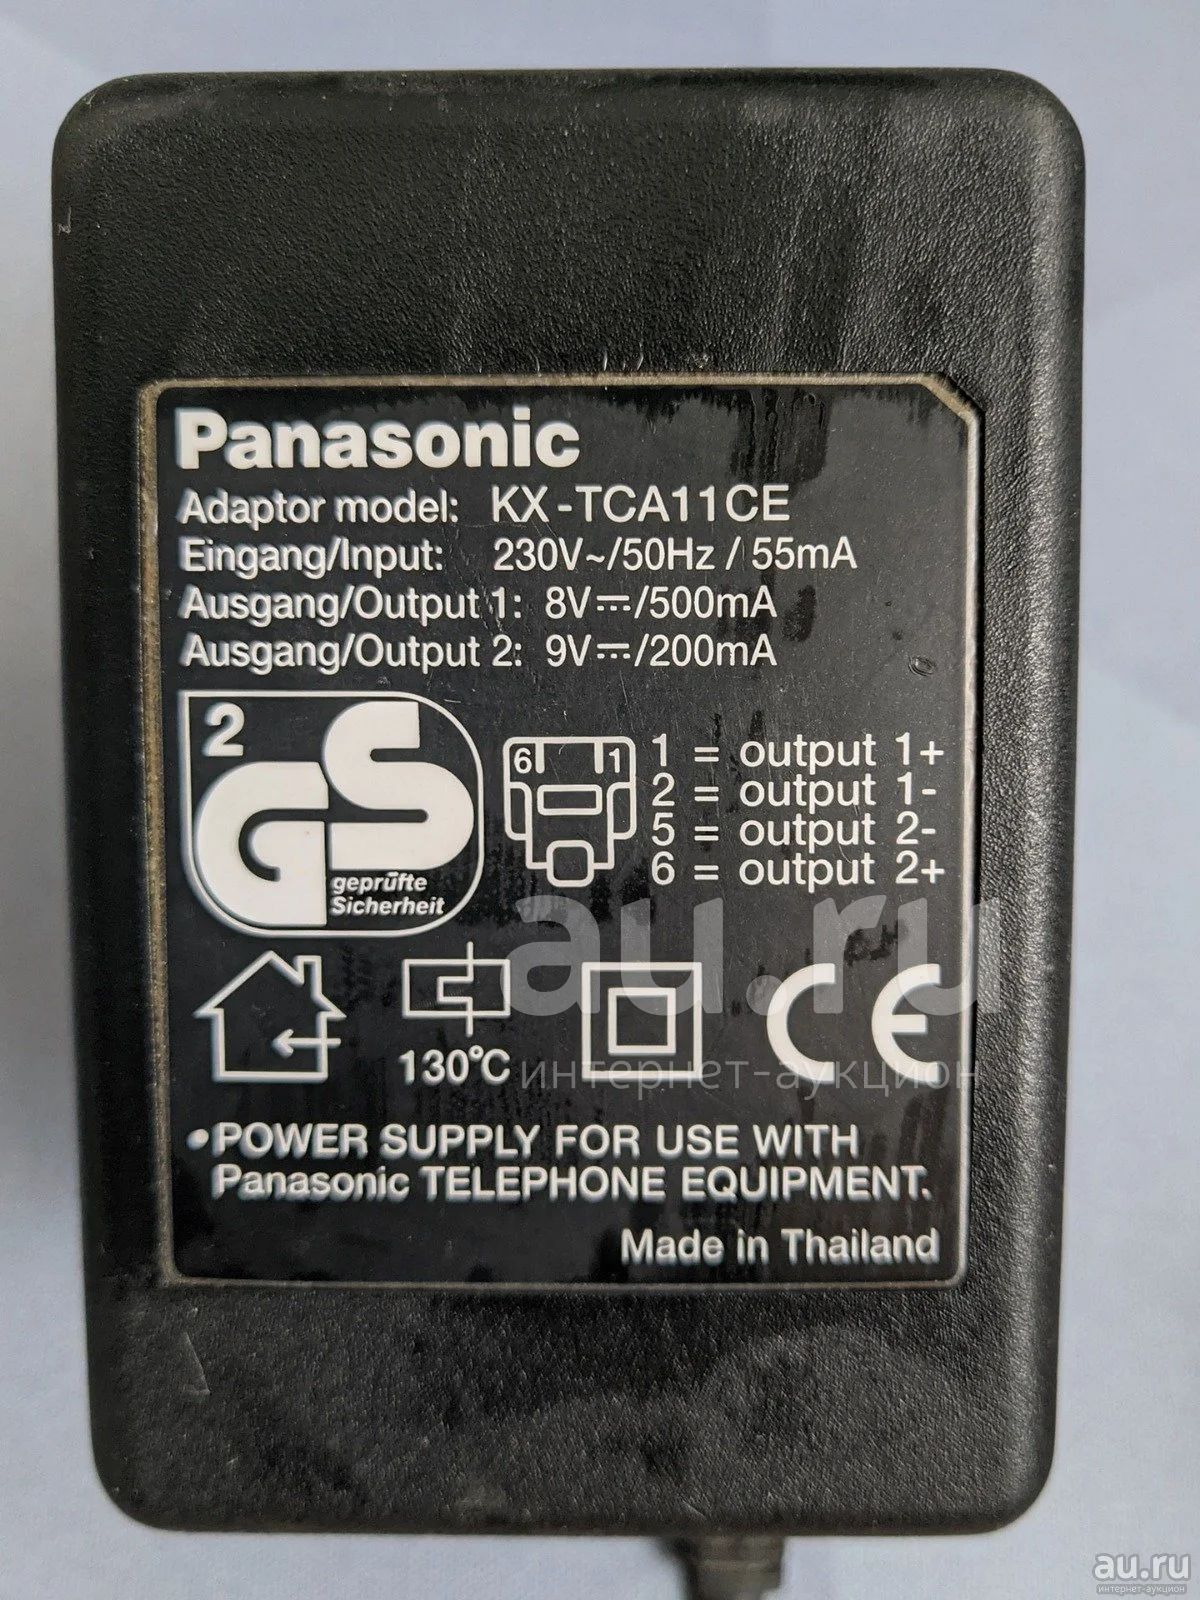 Panasonic
Adaptor model: KX-TCA11CE
Eingang/Input: 230V~/50Hz / 55mA
Ausgang/Output 1: 8V⎓/500mA
Ausgang/Output 2: 9V⎓/200mA
2
GS
geprüfte
Sicherheit
6 1
1 = output 1+
2 = output 1-
5 = output 2-
6 = output 2+
au.ru
интернет-аукцион
130°C
CE
•POWER SUPPLY FOR USE WITH
Panasonic TELEPHONE EQUIPMENT.
Made in Thailand
au.ru
интернет-аукцион